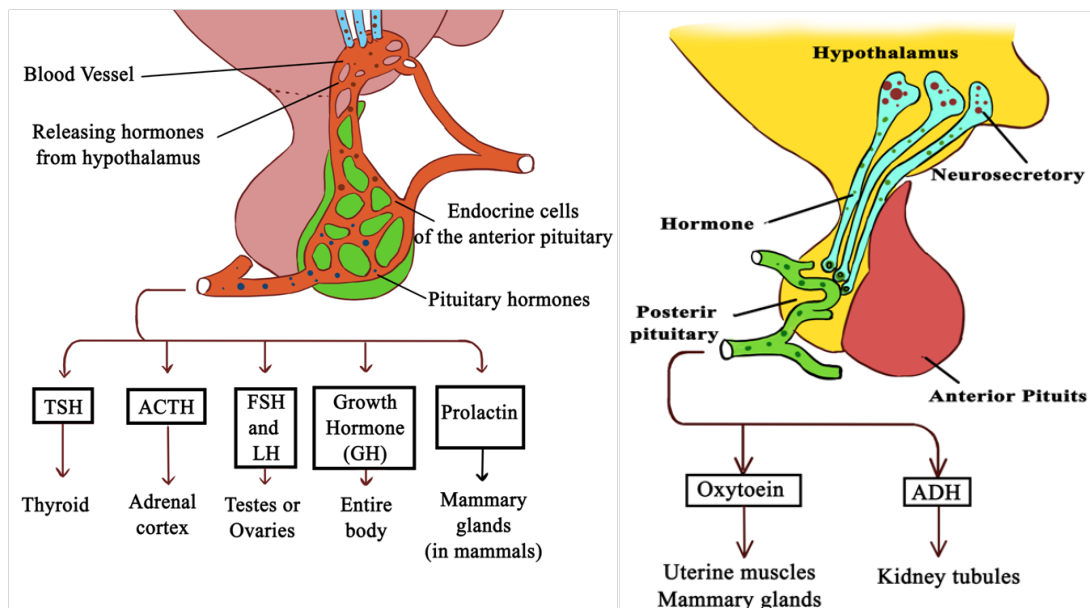 Blood Vessel
Releasing hormones
from hypothalamus
Endocrine cells
of the anterior pituitary
Pituitary hormones
TSH
ACTH
FSH
and
LH
Growth
Hormone
(GH)
Prolactin
Thyroid
Adrenal
cortex
Testes or
Ovaries
Entire
body
Mammary
glands
(in mammals)
Hypothalamus
Neurosecretory
Hormone
Posterir
pituitary
Anterior Pituits
Oxytoein
ADH
Uterine muscles
Mammary glands
Kidney tubules